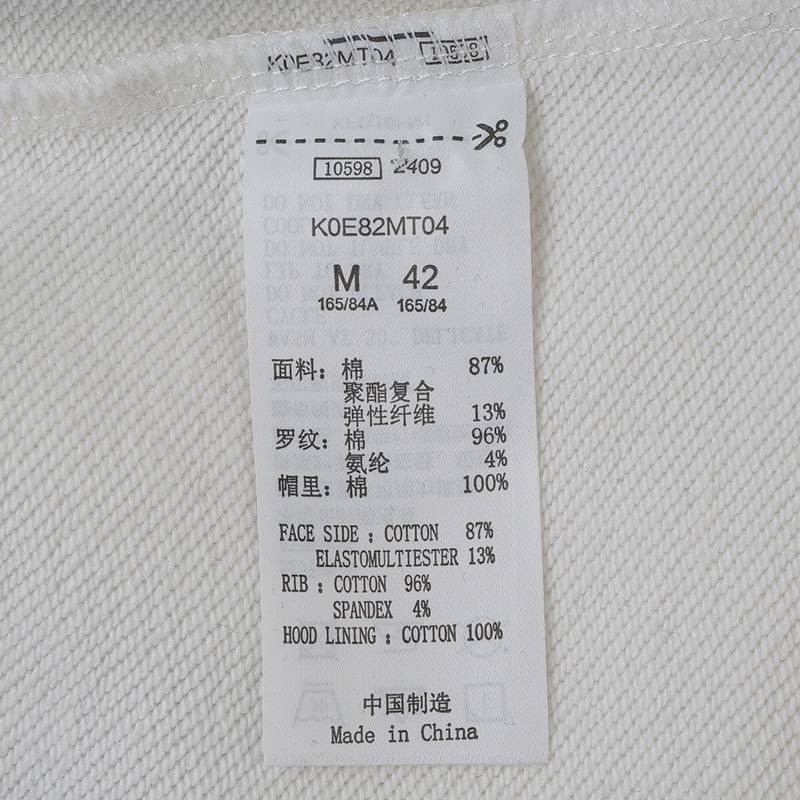 K0E82MT04 10598
10598 2409
K0E82MT04
M 42
165/84A 165/84
面料：棉 87%
聚酯复合
弹性纤维 13%
罗纹：棉 96%
氨纶 4%
帽里：棉 100%
FACE SIDE : COTTON 87%
ELASTOMULTIESTER 13%
RIB : COTTON 96%
SPANDEX 4%
HOOD LINING : COTTON 100%
中国制造
Made in China